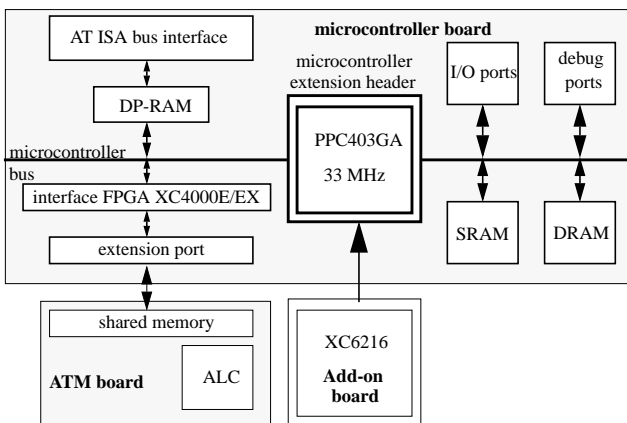 microcontroller board
AT ISA bus interface
DP-RAM
microcontroller
extension header
I/O ports
debug
ports
PPC403GA
33 MHz
microcontroller
bus
interface FPGA XC4000E/EX
extension port
SRAM
DRAM
shared memory
ALC
ATM board
XC6216
Add-on
board